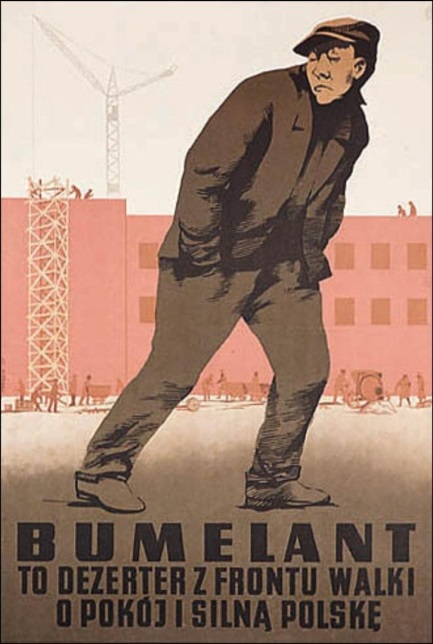 BUMELANT
TO DEZERTER Z FRONTU WALKI
O POKÓJ I SILNĄ POLSKĘ